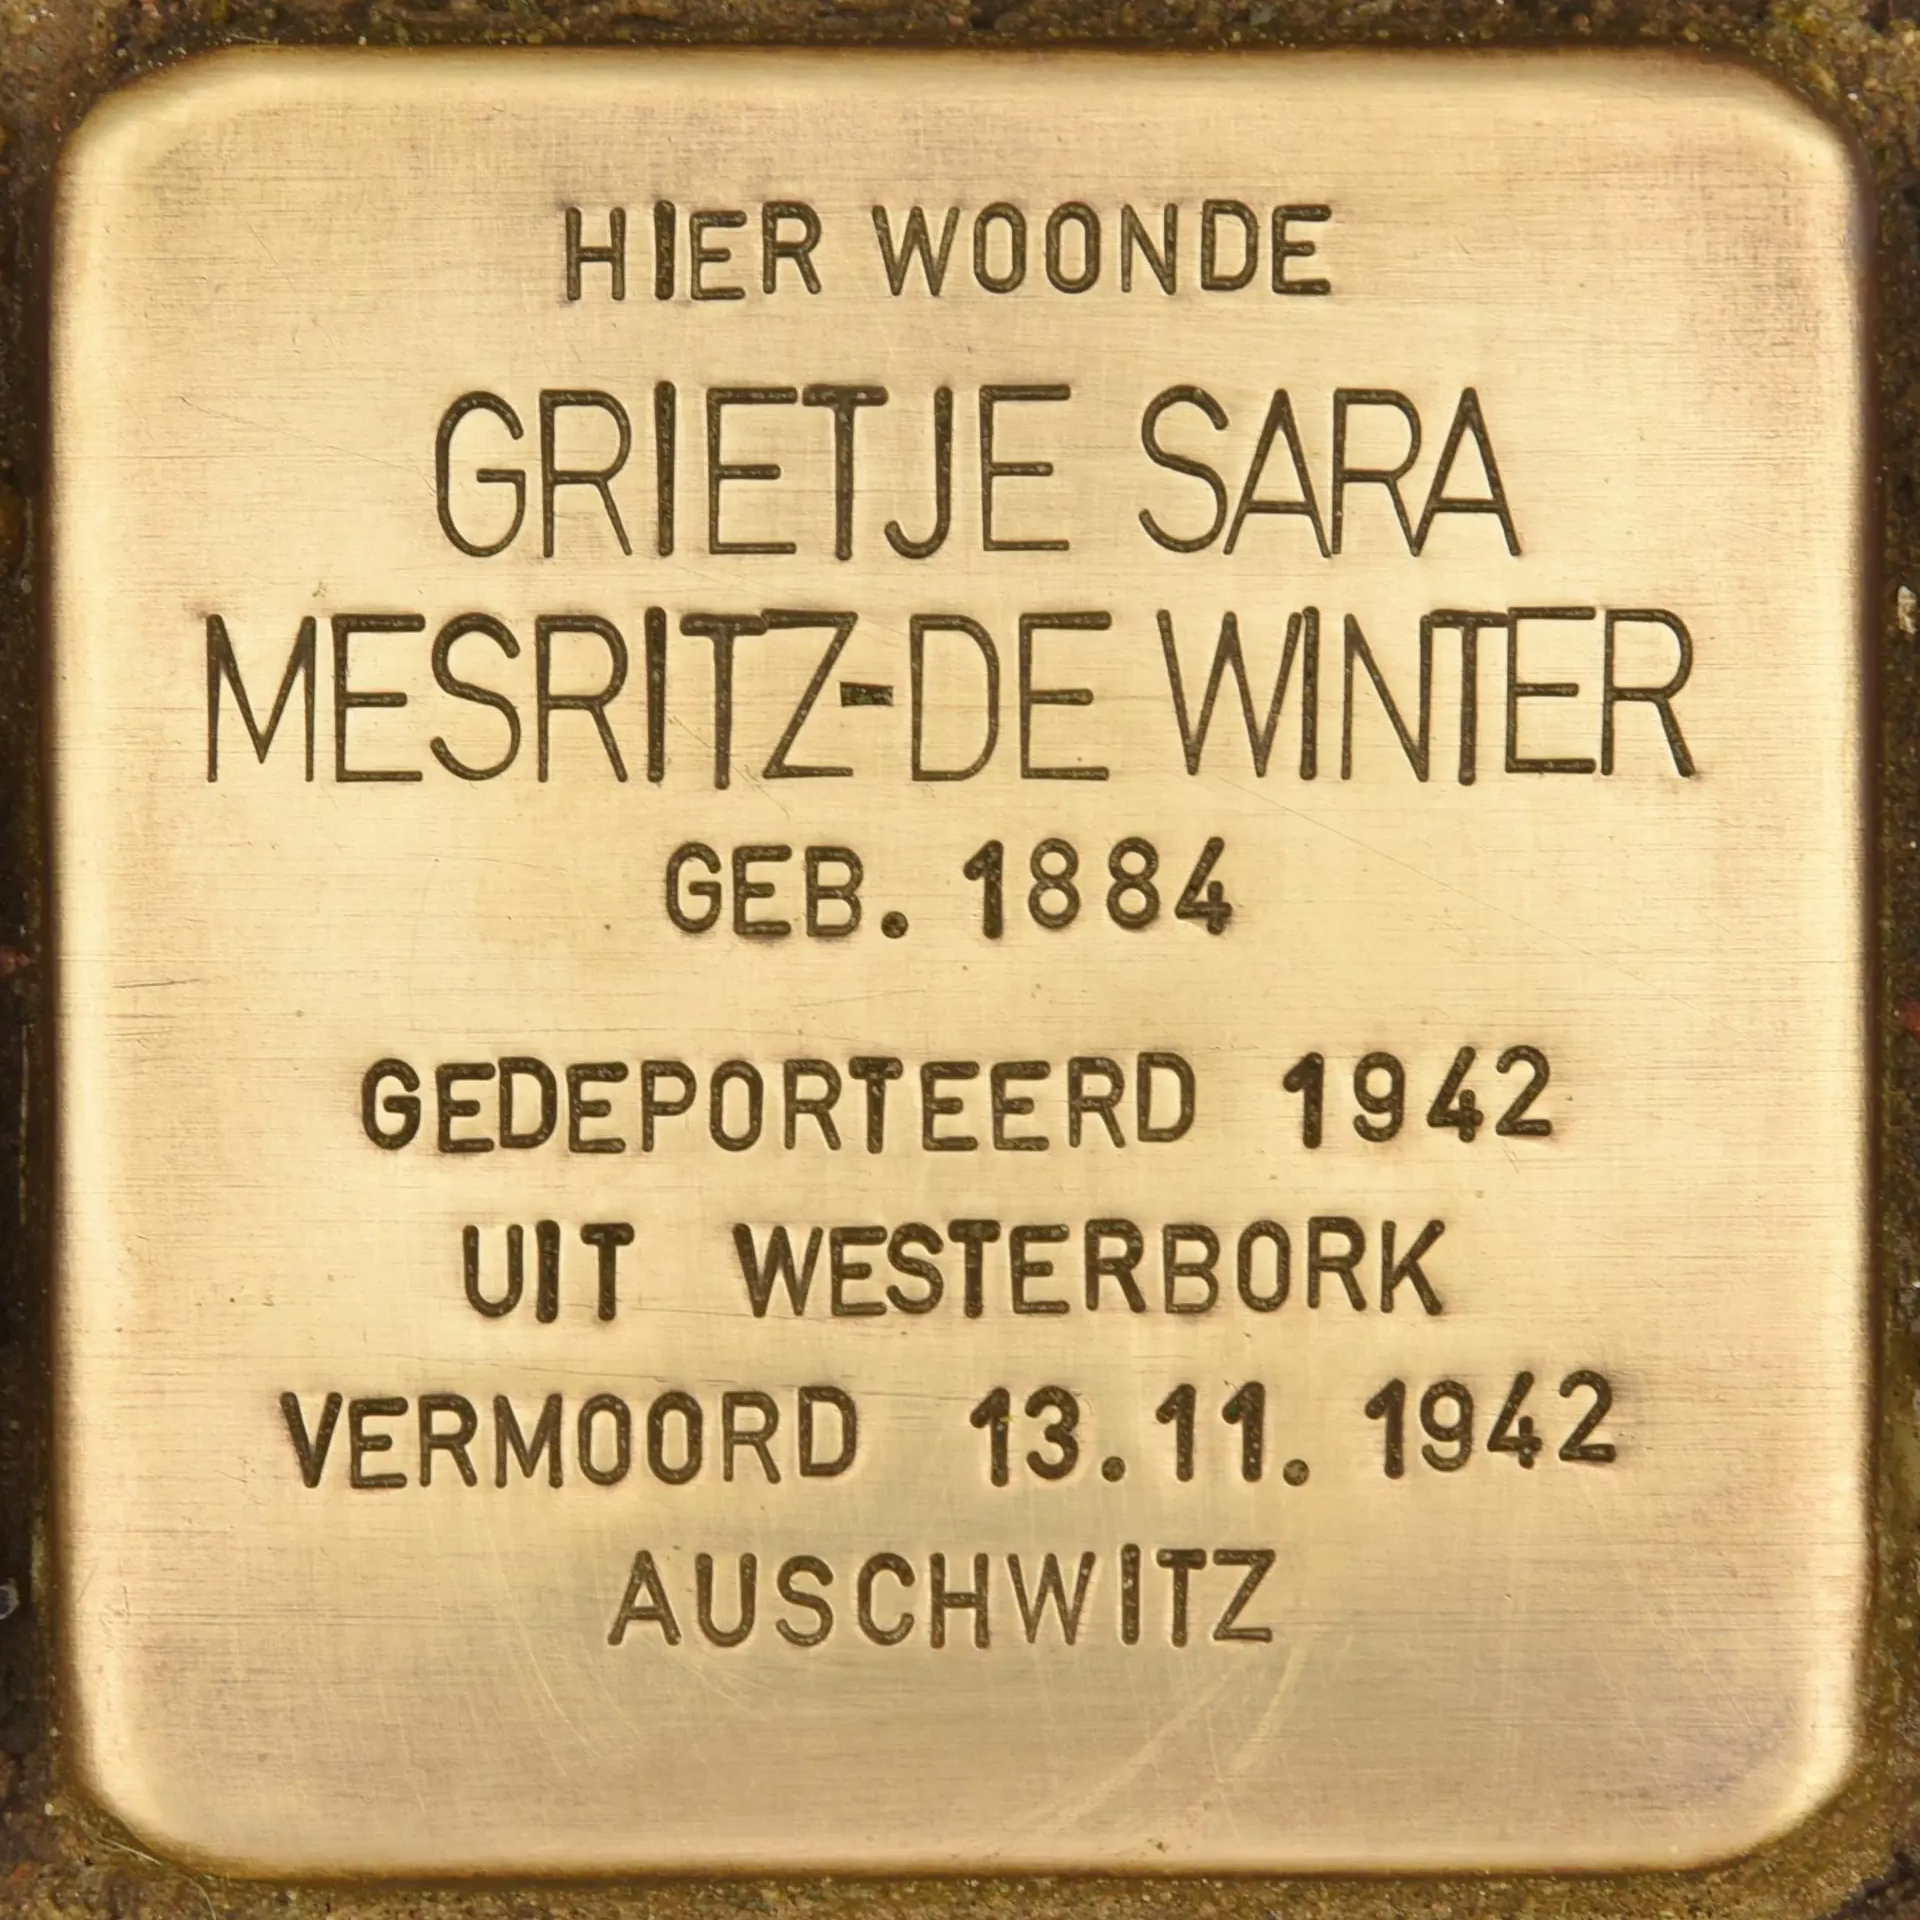 HIER WOONDE
GRIETJE SARA
MESRITZ-DE WINTER
GEB. 1884
GEDEPORTEERD 1942
UIT WESTERBORK
VERMOORD 13.11.1942
AUSCHWITZ